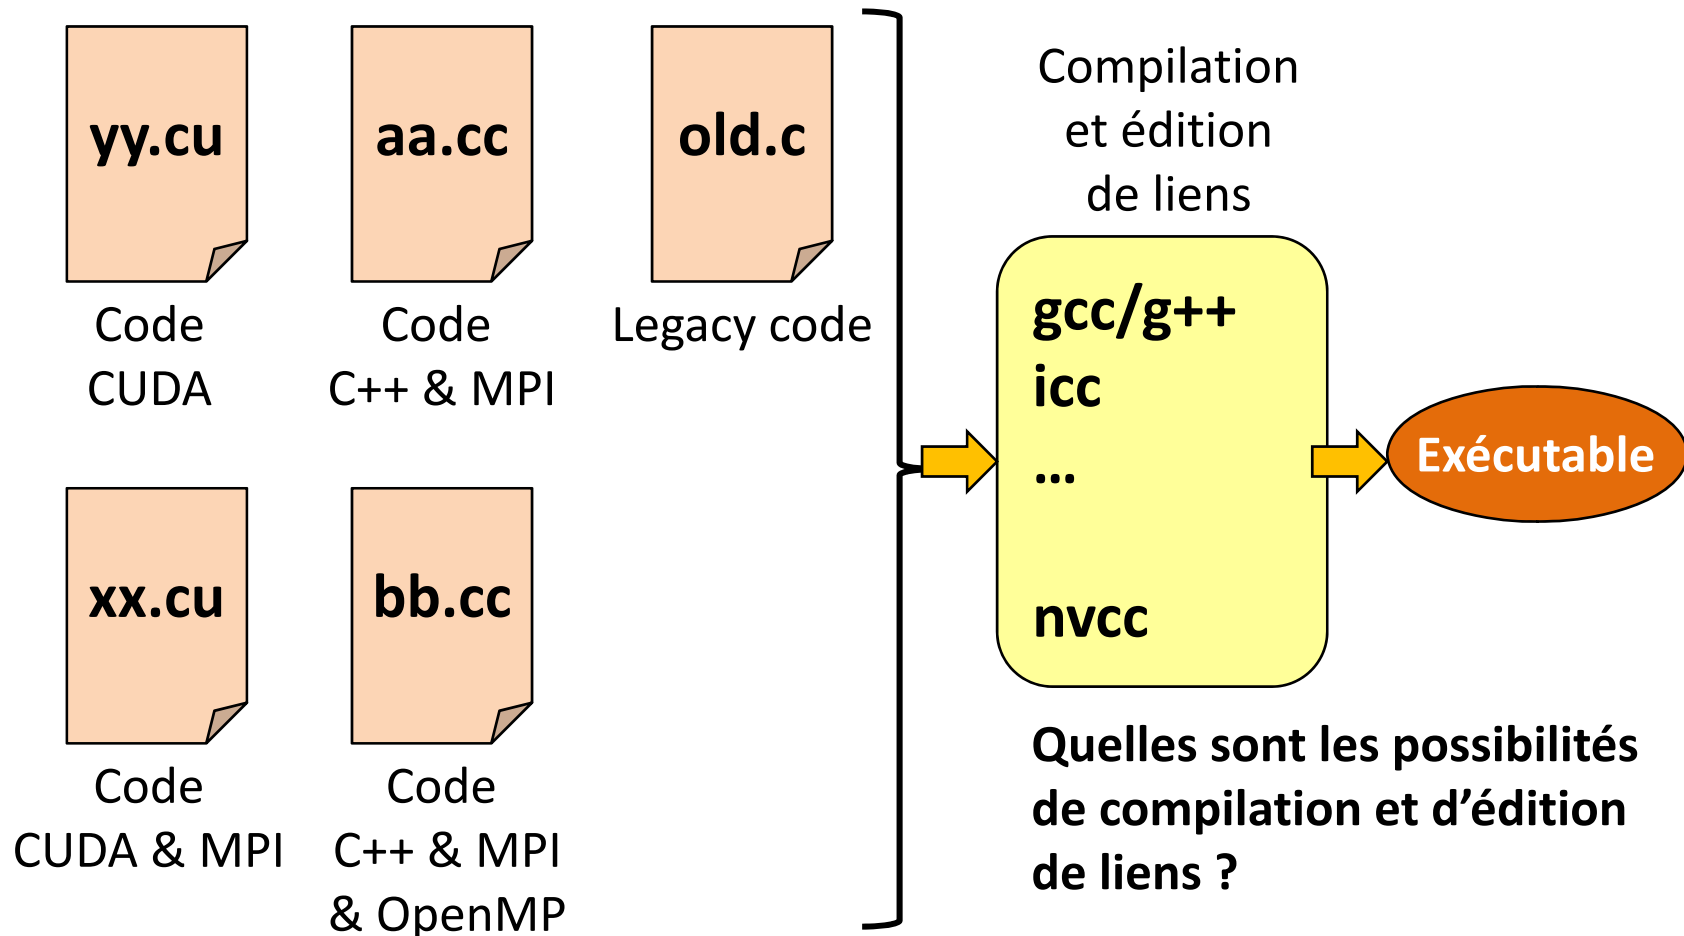 yy.cu
Code
CUDA
aa.cc
Code
C++ & MPI
old.c
Legacy code
xx.cu
Code
CUDA & MPI
bb.cc
Code
C++ & MPI
& OpenMP
Compilation
et édition
de liens
gcc/g++
icc
...
nvcc
Exécutable
Quelles sont les possibilités
de compilation et d’édition
de liens ?